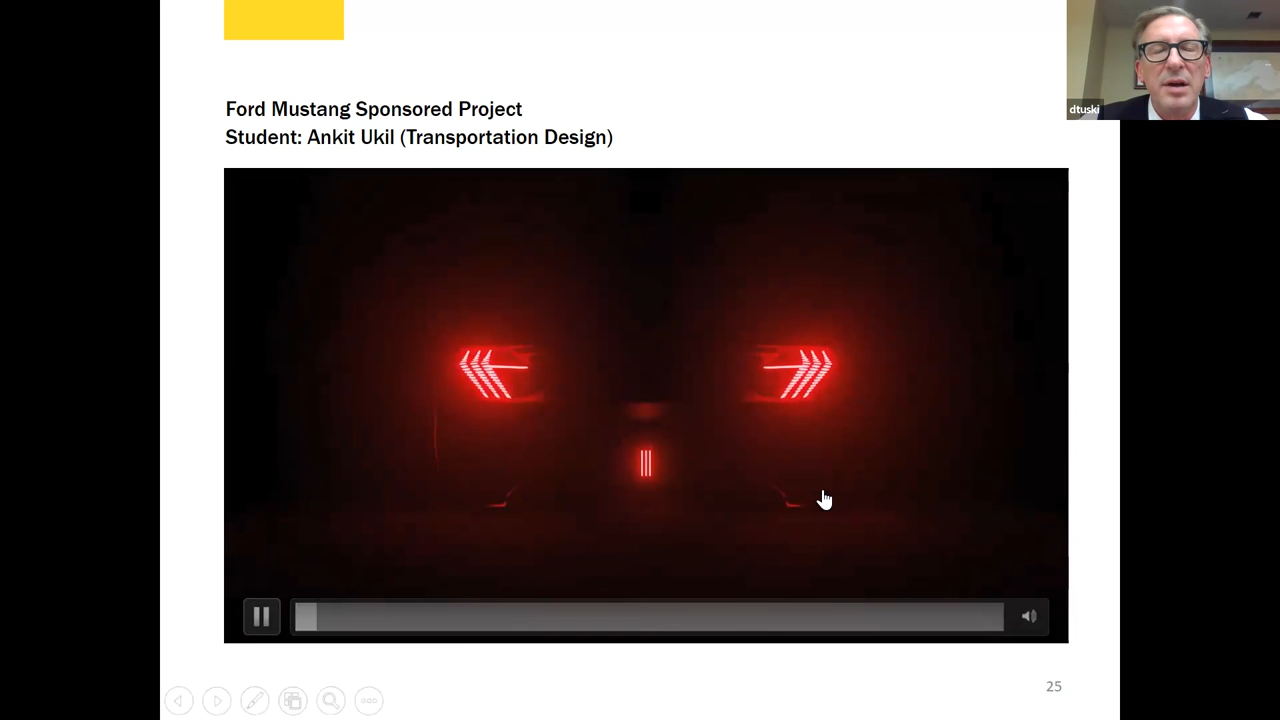 dtuski
Ford Mustang Sponsored Project
Student: Ankit Ukil (Transportation Design)
25